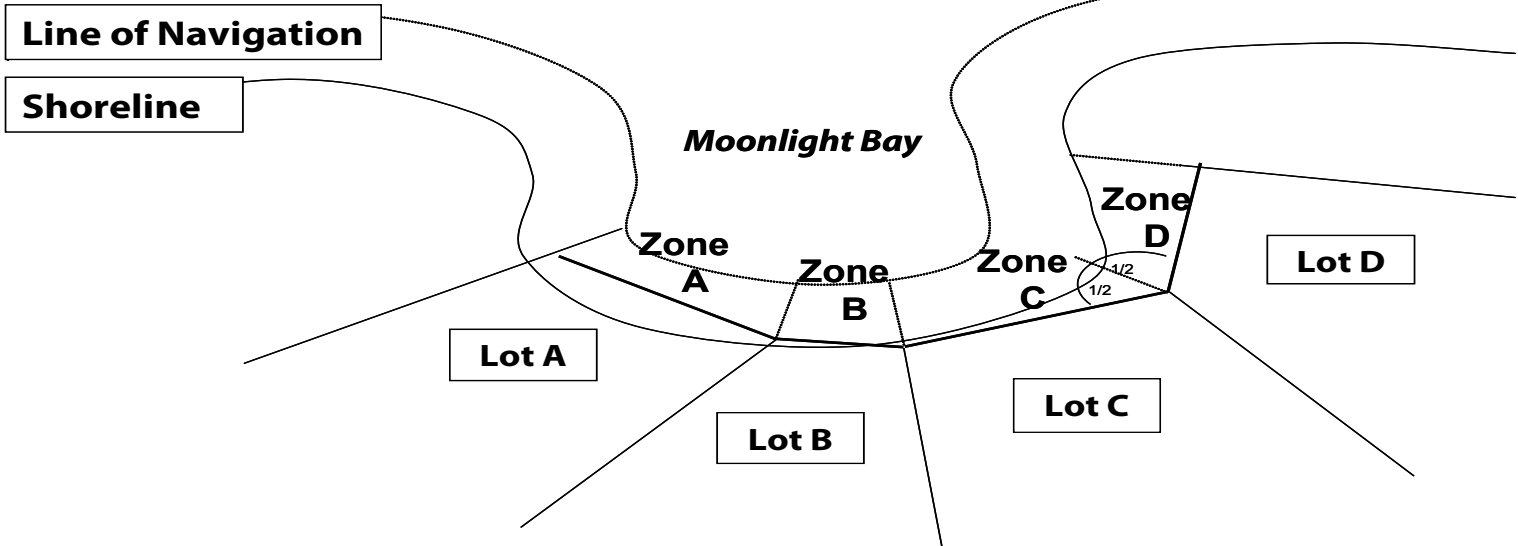 Line of Navigation
Shoreline
Moonlight Bay
Zone
A
Zone
B
Zone
C
Zone
D
1/2
1/2
Lot A
Lot B
Lot C
Lot D